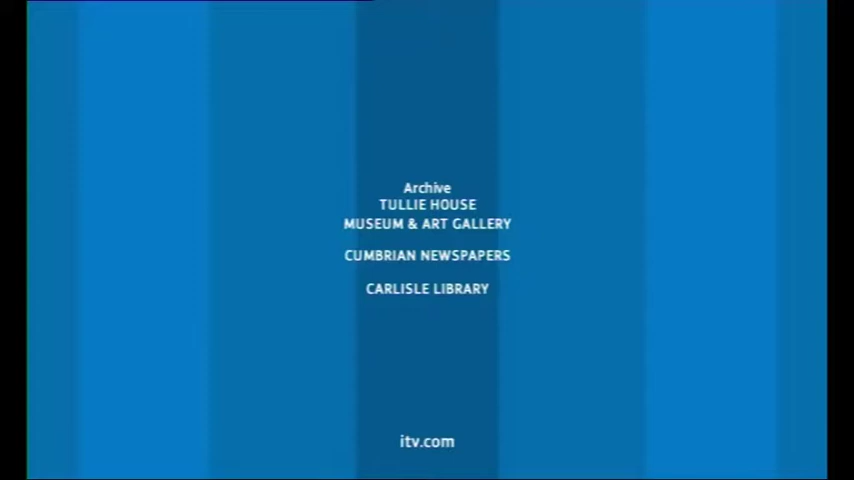 Archive
TULLIE HOUSE
MUSEUM & ART GALLERY
CUMBRIAN NEWSPAPERS
CARLISLE LIBRARY
itv.com